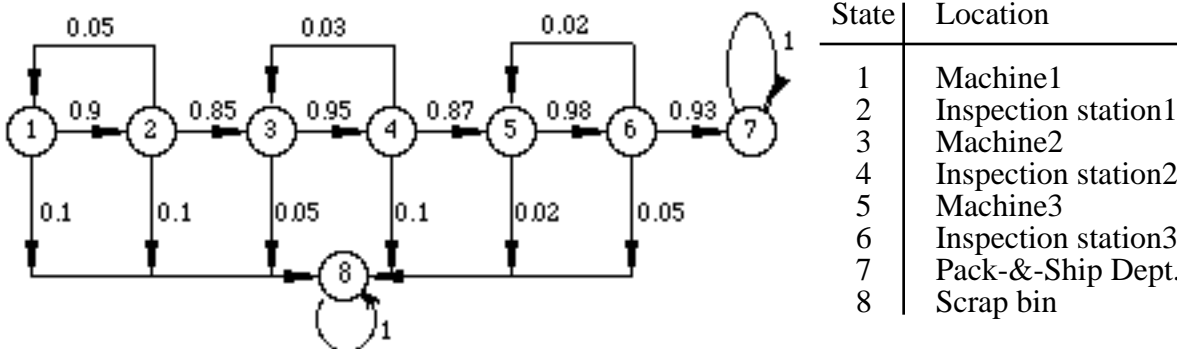 0.05 0.03 0.02 1
0.9 0.85 0.95 0.87 0.98 0.93
1 2 3 4 5 6 7
0.1 0.1 0.05 0.1 0.02 0.05
8
1
State Location
1 Machine1
2 Inspection station1
3 Machine2
4 Inspection station2
5 Machine3
6 Inspection station3
7 Pack-&-Ship Dept.
8 Scrap bin